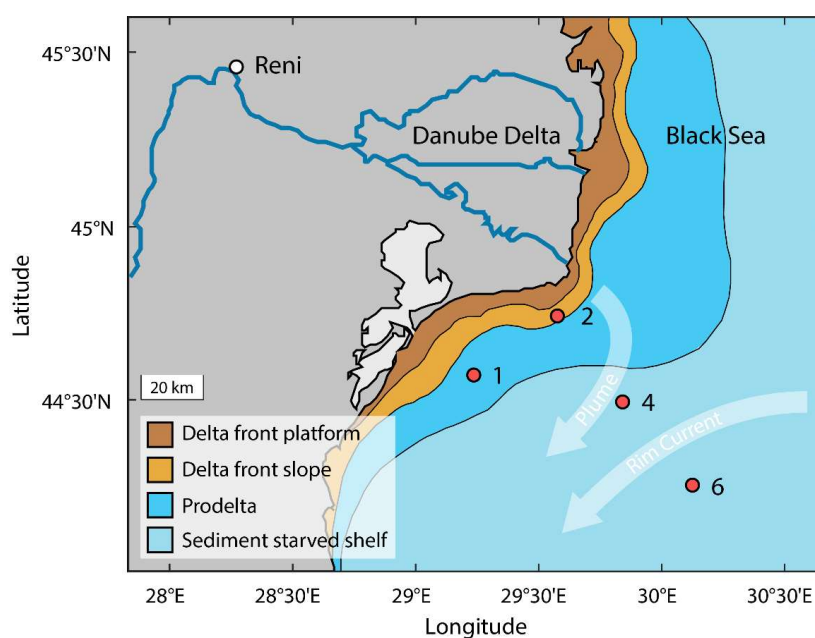 45°30'N
Reni
Danube Delta
Black Sea
45°N
Latitude
2
1
20 km
4
44°30'N
Plume
Rim Current
6
Delta front platform
Delta front slope
Prodelta
Sediment starved shelf
28°E
28°30'E
29°E
29°30'E
30°E
30°30'E
Longitude